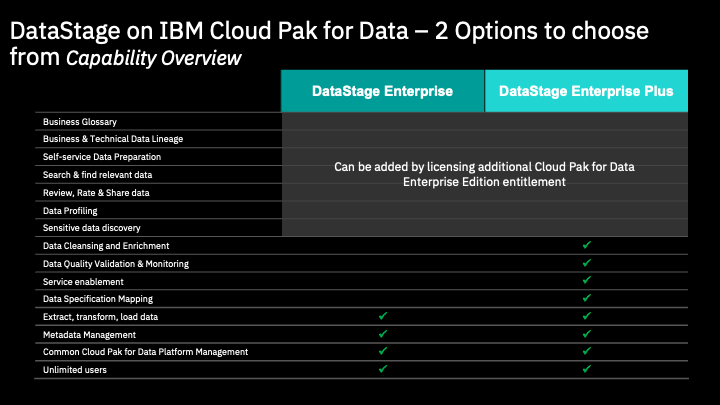 DataStage on IBM Cloud Pak for Data – 2 Options to choose
from Capability Overview
DataStage Enterprise
DataStage Enterprise Plus
Business Glossary
Business & Technical Data Lineage
Self-service Data Preparation
Search & find relevant data
Review, Rate & Share data
Data Profiling
Sensitive data discovery
Can be added by licensing additional Cloud Pak for Data
Enterprise Edition entitlement
Data Cleansing and Enrichment ✔
Data Quality Validation & Monitoring ✔
Service enablement ✔
Data Specification Mapping ✔
Extract, transform, load data ✔ ✔
Metadata Management ✔ ✔
Common Cloud Pak for Data Platform Management ✔ ✔
Unlimited users ✔ ✔